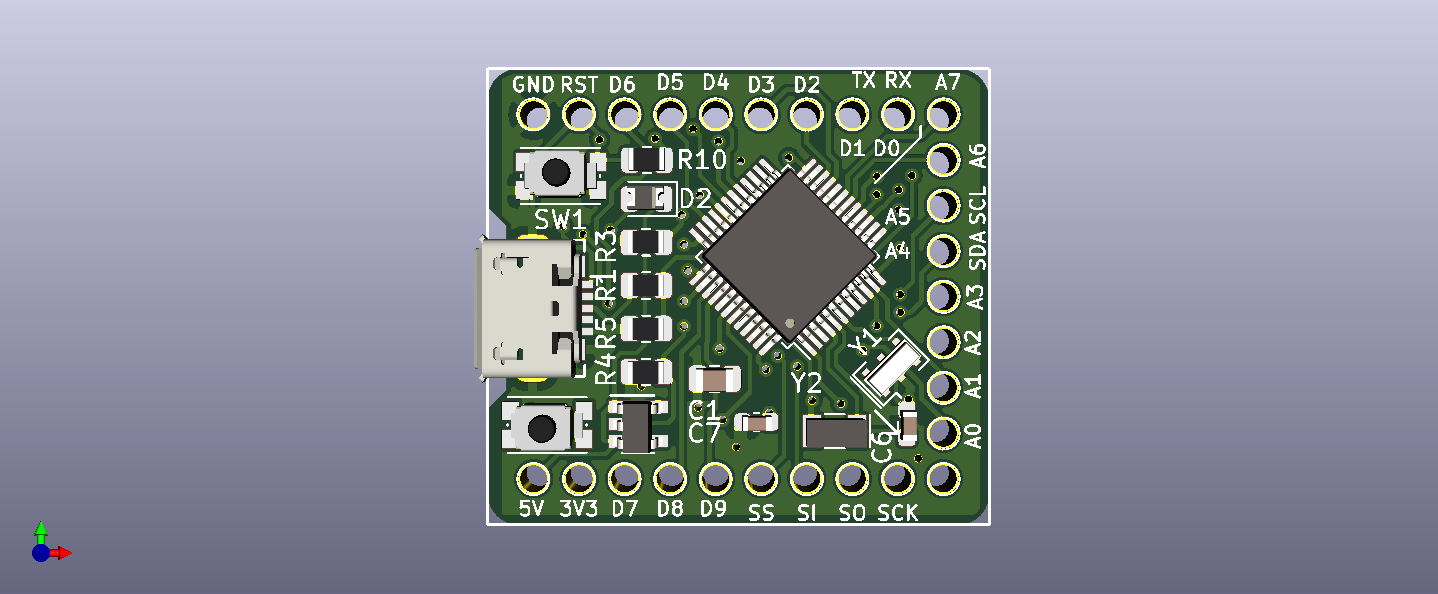 GND RST D6 D5 D4 D3 D2 TX RX A7
D1 D0
R10
A6
D2
SCL
SW1
A5
R3
SDA
A4
R1
A3
R5
Y1
A2
R4
Y2
A1
C1
C7
C6
A0
5V 3V3 D7 D8 D9 SS SI SO SCK